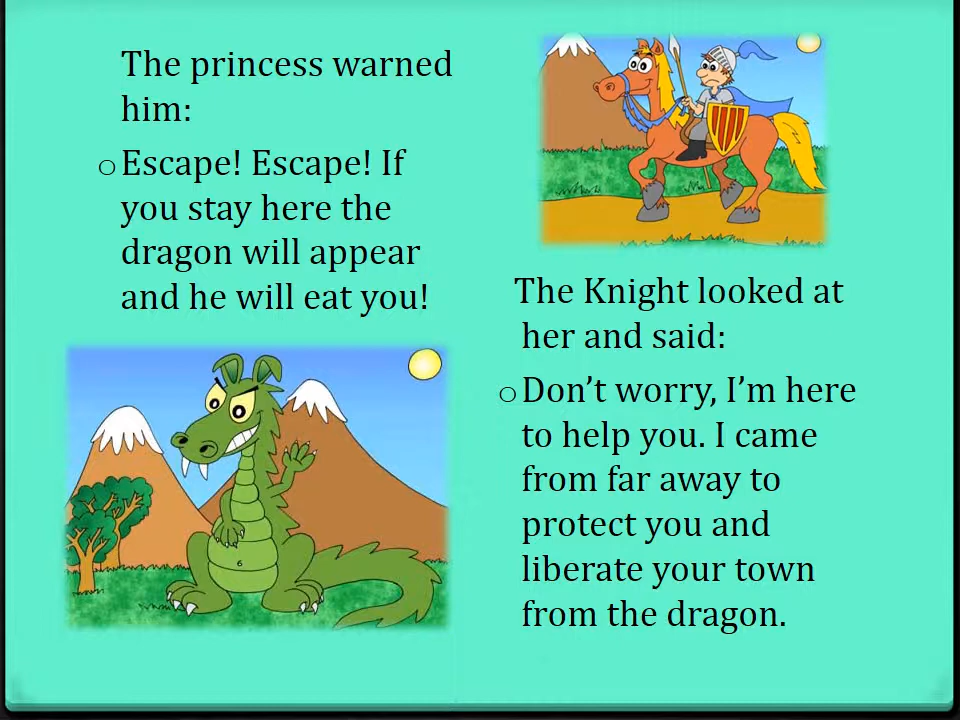 The princess warned
him:
o Escape! Escape! If
you stay here the
dragon will appear
and he will eat you!
6
The Knight looked at
her and said:
o Don’t worry, I’m here
to help you. I came
from far away to
protect you and
liberate your town
from the dragon.